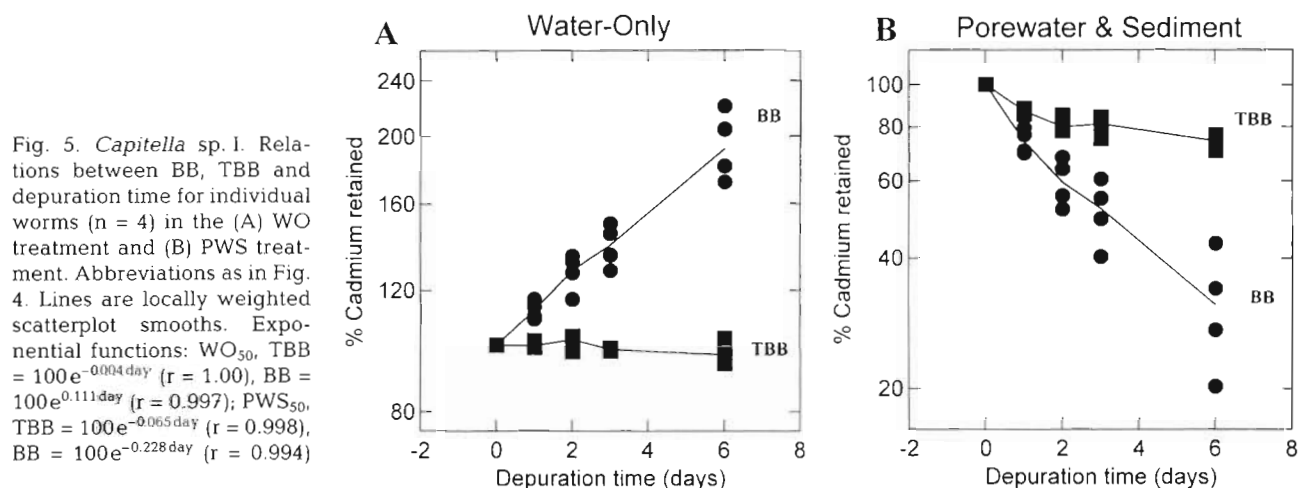 Fig. 5. Capitella sp. I. Rela-
tions between BB, TBB and
depuration time for individual
worms (n = 4) in the (A) WO
treatment and (B) PWS treat-
ment. Abbreviations as in Fig.
4. Lines are locally weighted
scatterplot smooths. Expo-
nential functions: WO₅₀, TBB
= 100e⁻⁰·⁰⁰⁴ᵈᵃʸ (r = 1.00), BB =
100e⁰·¹¹¹ᵈᵃʸ (r = 0.997); PWS₅₀,
TBB = 100e⁻⁰·⁰⁶⁵ᵈᵃʸ (r = 0.998),
BB = 100e⁻⁰·²²⁸ᵈᵃʸ (r = 0.994)
A
Water-Only
% Cadmium retained
240
200
160
120
80
BB
TBB
-2 0 2 4 6 8
Depuration time (days)
B
Porewater & Sediment
% Cadmium retained
100
80
60
40
20
TBB
BB
-2 0 2 4 6 8
Depuration time (days)